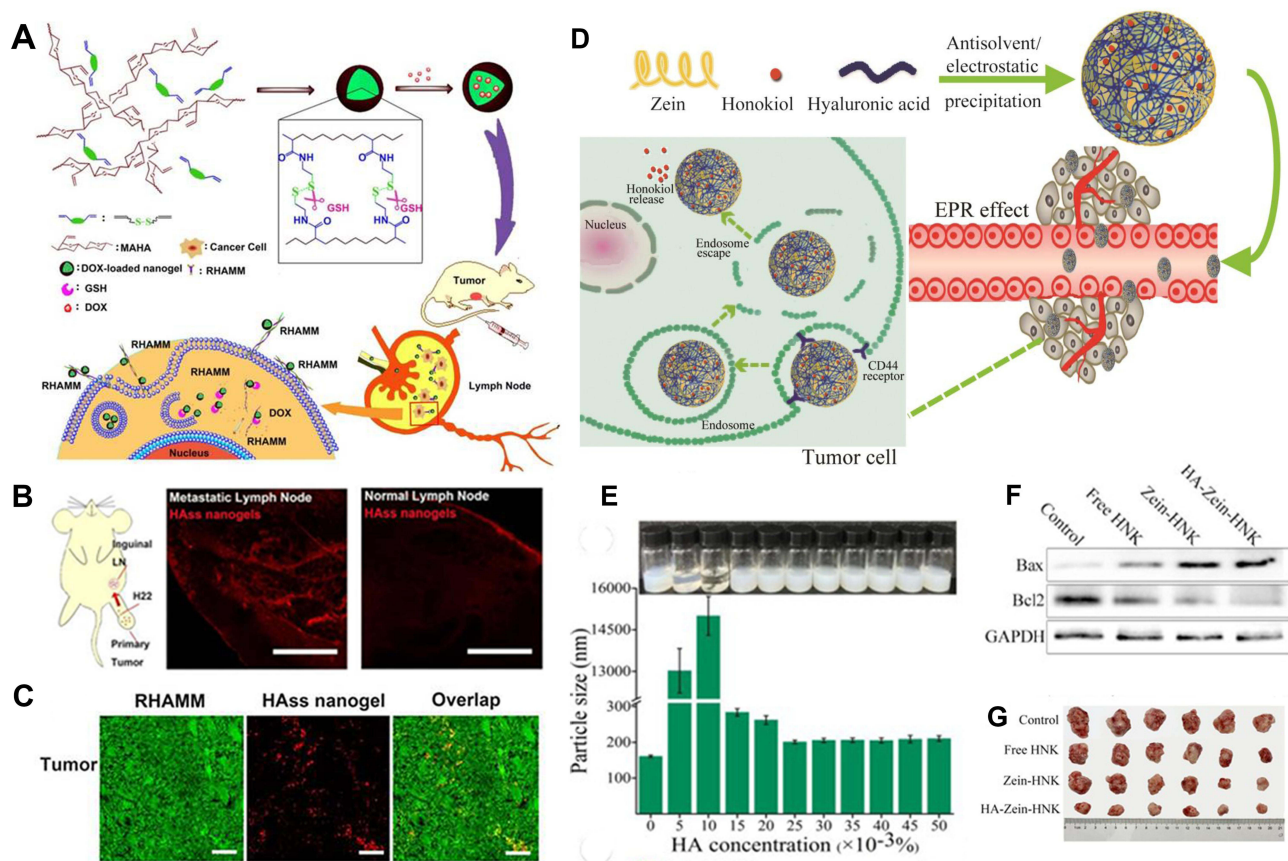 A
O
NH
S
S
GSH
NH
O
O
HN
S
S
GSH
HN
O
: S-S
:MAHA
: Cancer Cell
:DOX-loaded nanogel
: RHAMM
: GSH
: DOX
Tumor
RHAMM
RHAMM
RHAMM
RHAMM
RHAMM
DOX
RHAMM
Nucleus
Lymph Node
B
Inguinal
LN
H22
Primary
Tumor
Metastatic Lymph Node
HAss nanogels
Normal Lymph Node
HAss nanogels
C
RHAMM
HAss nanogel
Overlap
Tumor
D
Zein
Honokiol
Hyaluronic acid
Antisolvent/
electrostatic
precipitation
EPR effect
Honokiol
release
Nucleus
Endosome
escape
CD44
receptor
Endosome
Tumor cell
E
Particle size (nm)
16000
14500
13000
300
200
100
0 5 10 15 20 25 30 35 40 45 50
HA concentration (×10-3%)
F
Control
Free HNK
Zein-HNK
HA-Zein-HNK
Bax
Bcl2
GAPDH
G
Control
Free HNK
Zein-HNK
HA-Zein-HNK